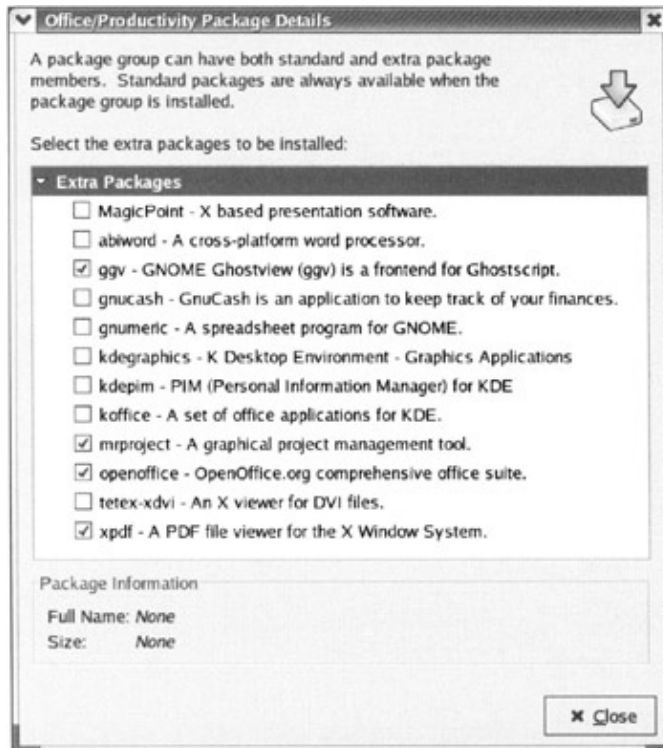 Office/Productivity Package Details
A package group can have both standard and extra package
members. Standard packages are always available when the
package group is installed.
Select the extra packages to be installed:
Extra Packages
MagicPoint - X based presentation software.
abiword - A cross-platform word processor.
ggv - GNOME Ghostview (ggv) is a frontend for Ghostscript.
gnucash - GnuCash is an application to keep track of your finances.
gnumeric - A spreadsheet program for GNOME.
kdegraphics - K Desktop Environment - Graphics Applications
kdepim - PIM (Personal Information Manager) for KDE
koffice - A set of office applications for KDE.
mrproject - A graphical project management tool.
openoffice - OpenOffice.org comprehensive office suite.
tetex-xdvi - An X viewer for DVI files.
xpdf - A PDF file viewer for the X Window System.
Package Information
Full Name: None
Size: None
Close